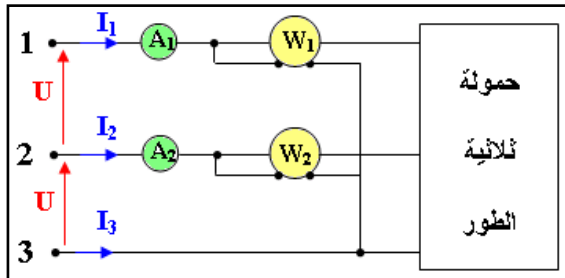 1 I₁ A₁ W₁
U
2 I₂ A₂ W₂
U
3 I₃
حمولة
ثلاثية
الطور